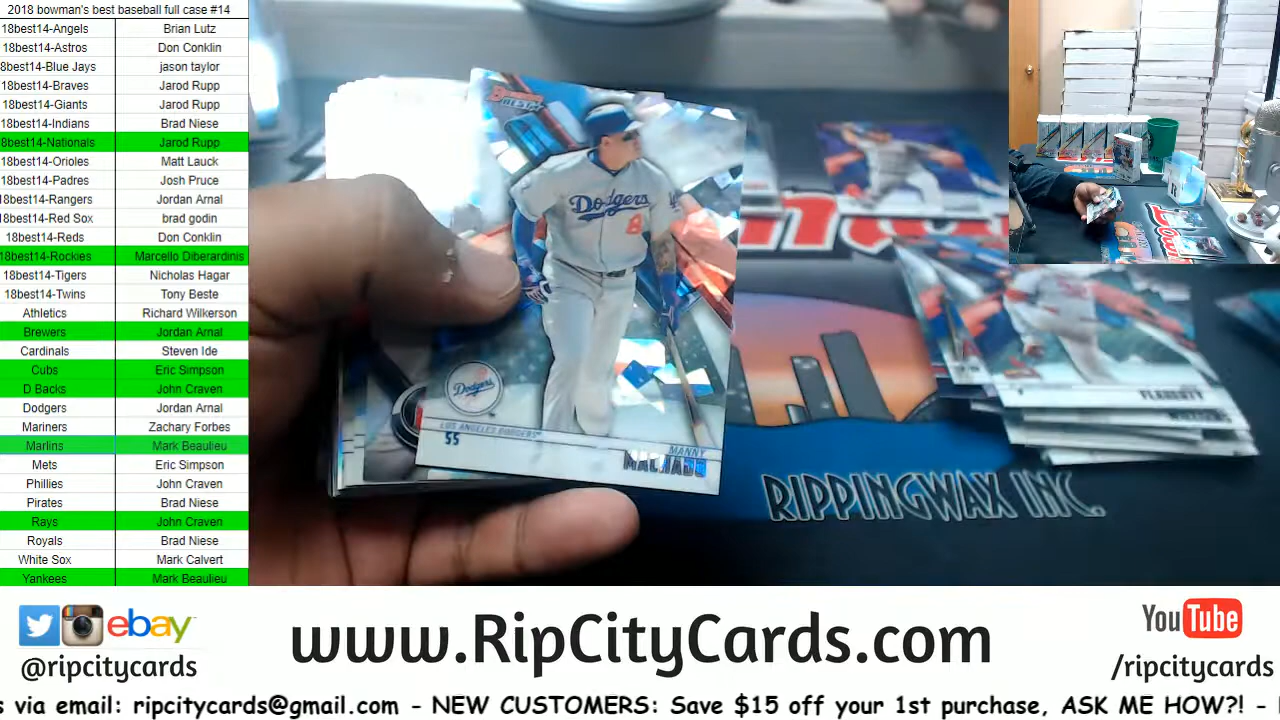 2018 bowman's best baseball full case #14
18best14-Angels Brian Lutz
18best14-Astros Don Conklin
8best14-Blue Jays jason taylor
18best14-Braves Jarod Rupp
18best14-Giants Jarod Rupp
18best14-Indians Brad Niese
8best14-Nationals Jarod Rupp
18best14-Orioles Matt Lauck
18best14-Padres Josh Pruce
18best14-Rangers Jordan Arnal
18best14-Red Sox brad godin
18best14-Reds Don Conklin
18best14-Rockies Marcello Diberardinis
18best14-Tigers Nicholas Hagar
18best14-Twins Tony Beste
Athletics Richard Wilkerson
Brewers Jordan Arnal
Cardinals Steven Ide
Cubs Eric Simpson
D Backs John Craven
Dodgers Jordan Arnal
Mariners Zachary Forbes
Marlins Mark Beaulieu
Mets Eric Simpson
Phillies John Craven
Pirates Brad Niese
Rays John Craven
Royals Brad Niese
White Sox Mark Calvert
Yankees Mark Beaulieu
Bowman's
BEST
Dodgers
8
Dodgers
LOS ANGELES DODGERS
55
MANNY
MACHADO
FLAHERTY
RIPPINGWAX INC.
ebay
@ripcitycards
www.RipCityCards.com
YouTube
/ripcitycards
s via email: ripcitycards@gmail.com - NEW CUSTOMERS: Save $15 off your 1st purchase, ASK ME HOW?! -